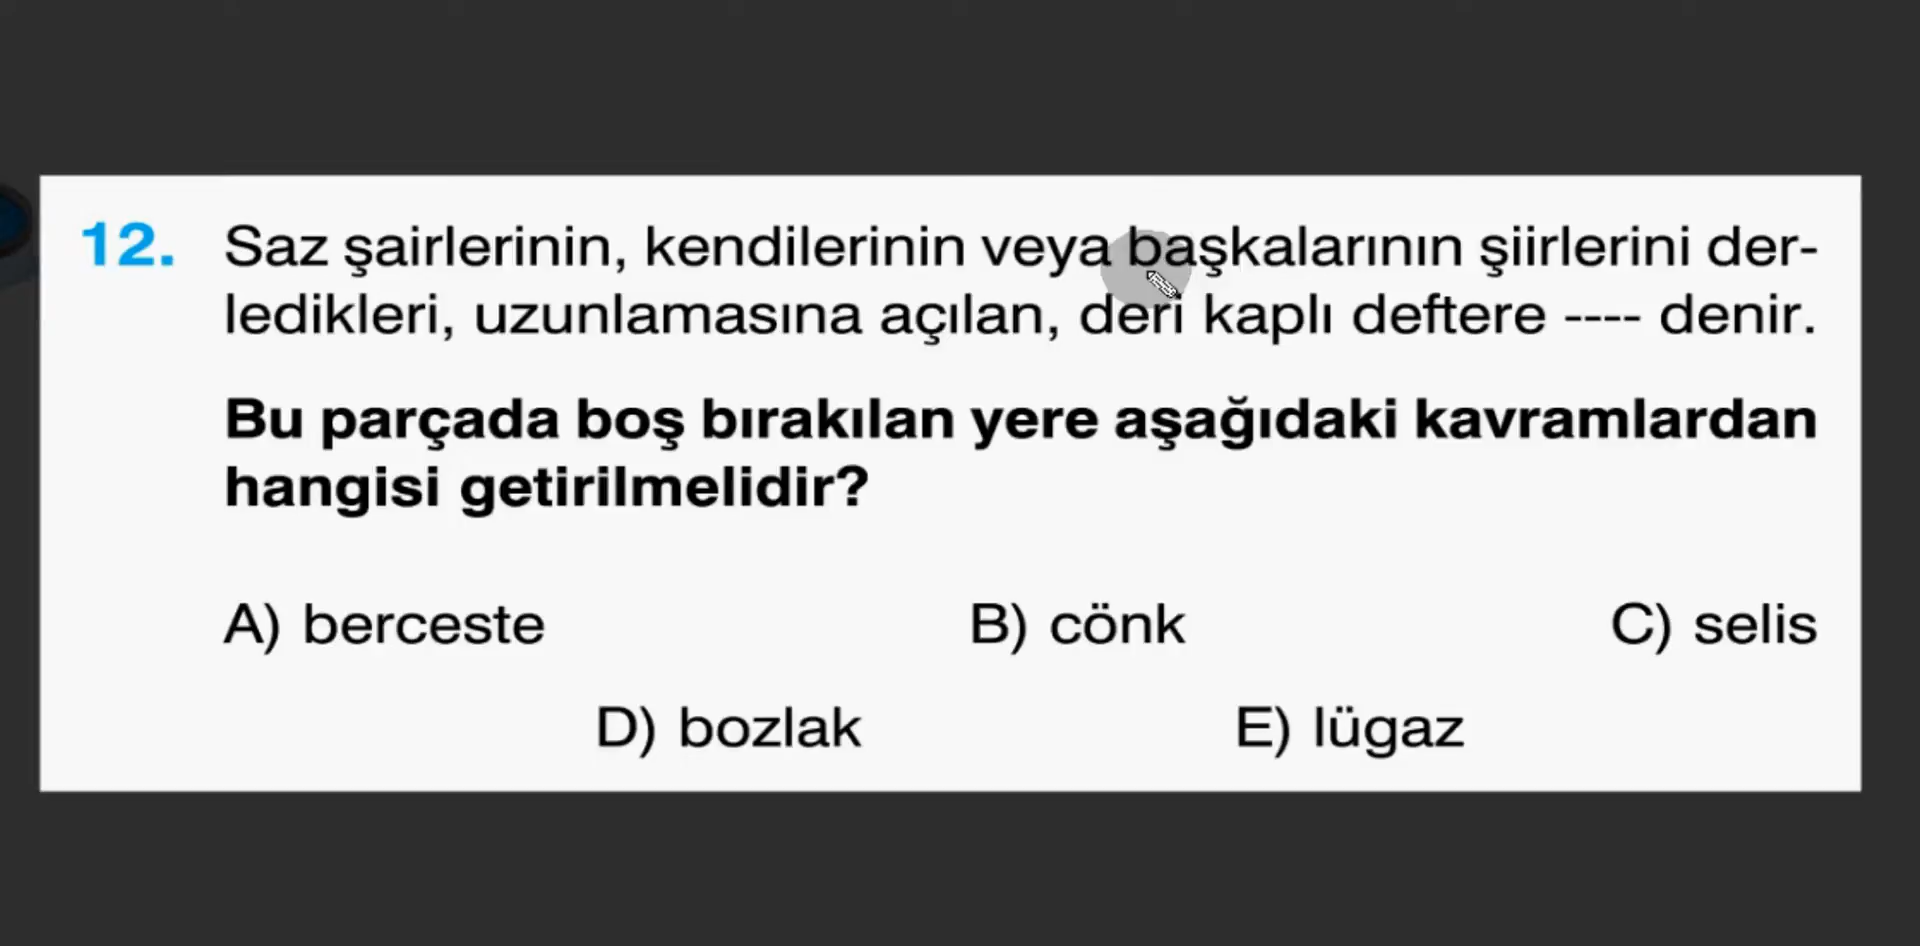 12. Saz şairlerinin, kendilerinin veya başkalarının şiirlerini der-
ledikleri, uzunlamasına açılan, deri kaplı deftere ---- denir.
Bu parçada boş bırakılan yere aşağıdaki kavramlardan
hangisi getirilmelidir?
A) berceste B) cönk C) selis
D) bozlak E) lügaz